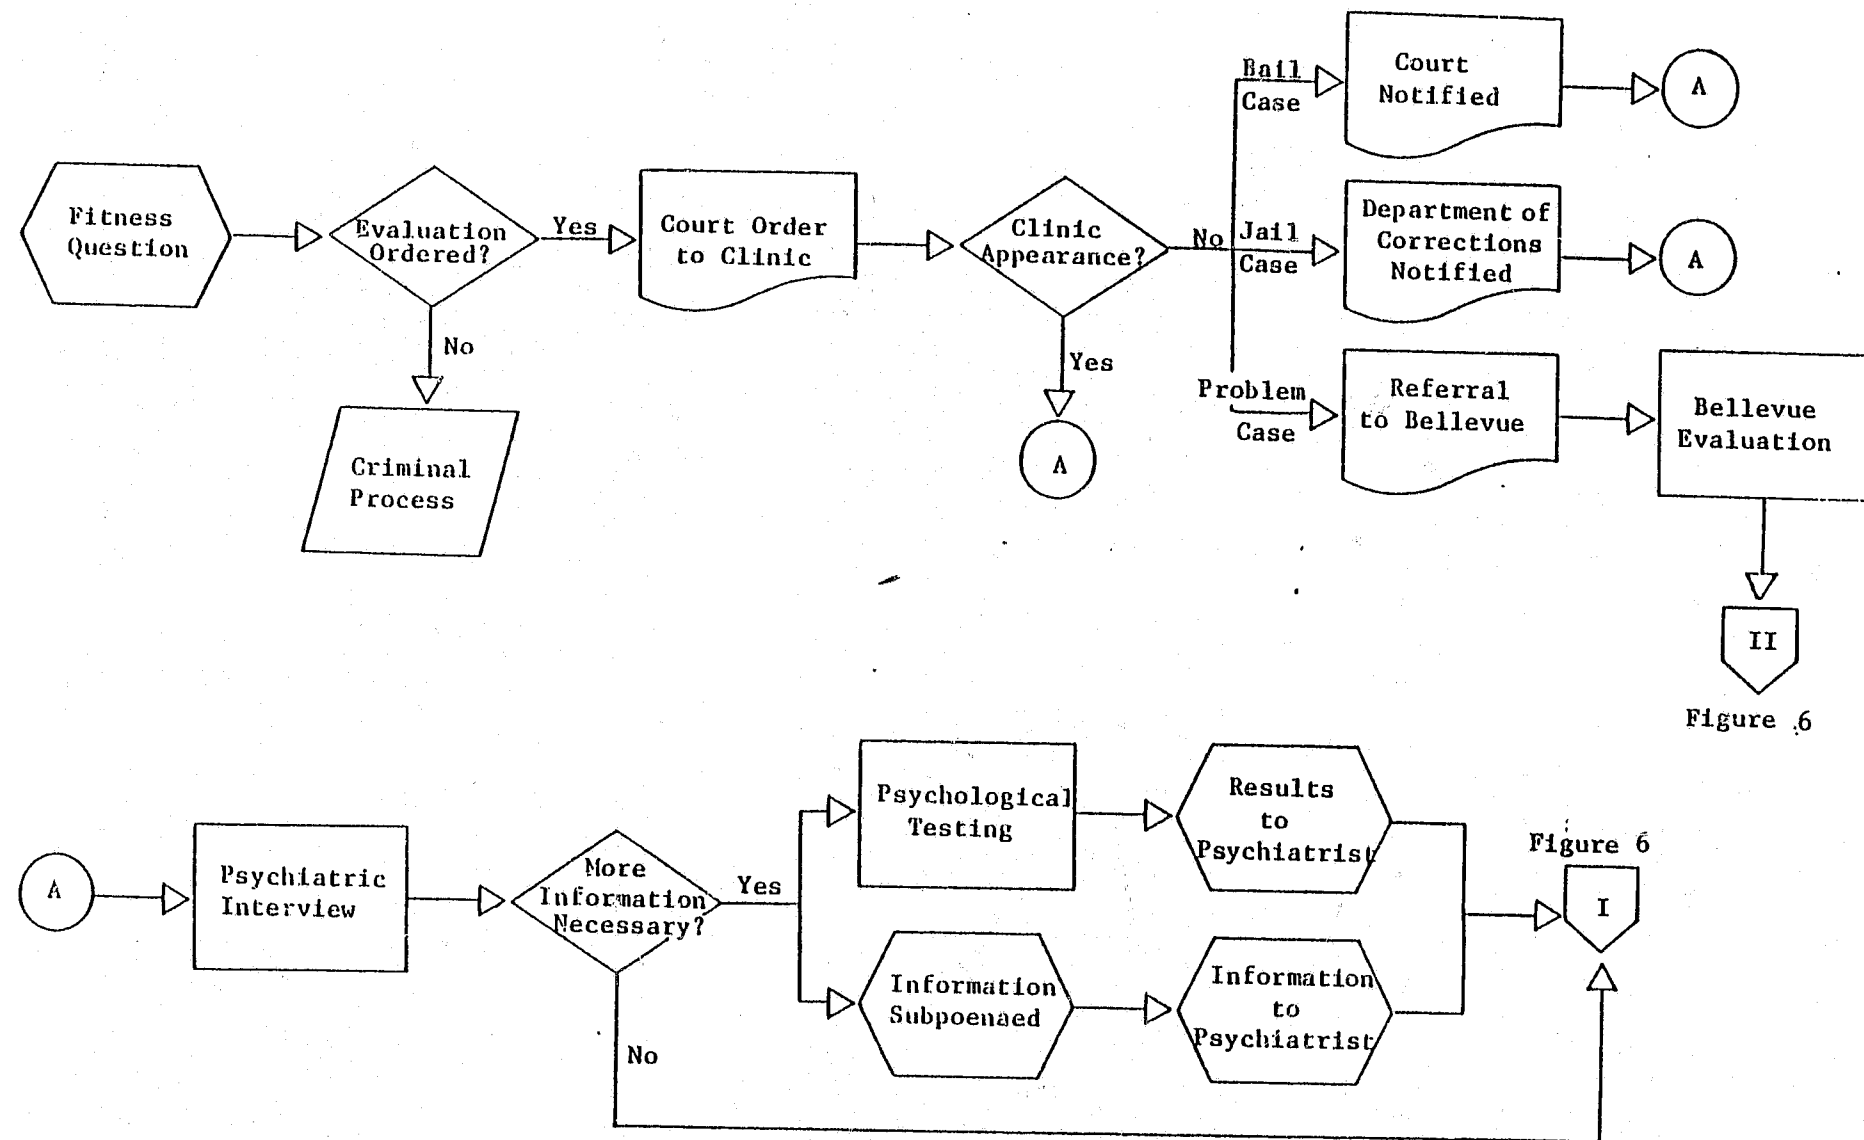 Fitness
Question
Evaluation
Ordered?
Yes
No
Criminal
Process
Court Order
to Clinic
Clinic
Appearance?
Yes
A
No
Bail
Case
Court
Notified
A
Jail
Case
Department of
Corrections
Notified
A
Problem
Case
Referral
to Bellevue
Bellevue
Evaluation
II
Figure 6
A
Psychiatric
Interview
More
Information
Necessary?
Yes
No
Psychological
Testing
Results
to
Psychiatrist
Information
Subpoenaed
Information
to
Psychiatrist
Figure 6
I